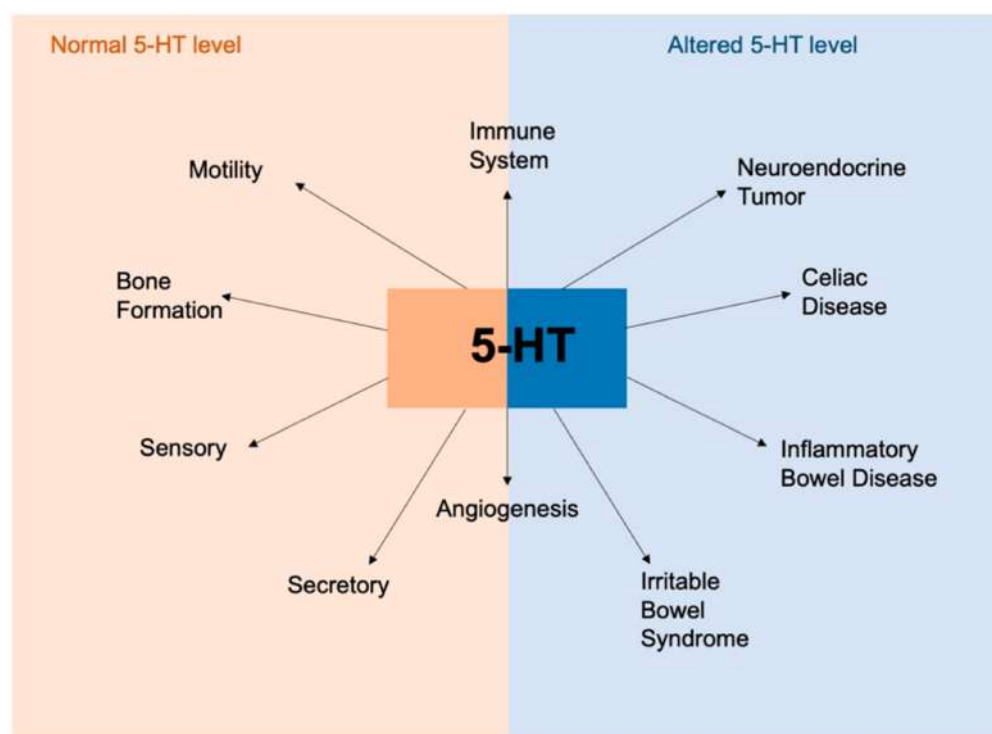 Normal 5-HT level
Altered 5-HT level
Immune
System
Motility
Neuroendocrine
Tumor
Bone
Formation
Celiac
Disease
5-HT
Sensory
Inflammatory
Bowel Disease
Angiogenesis
Secretory
Irritable
Bowel
Syndrome